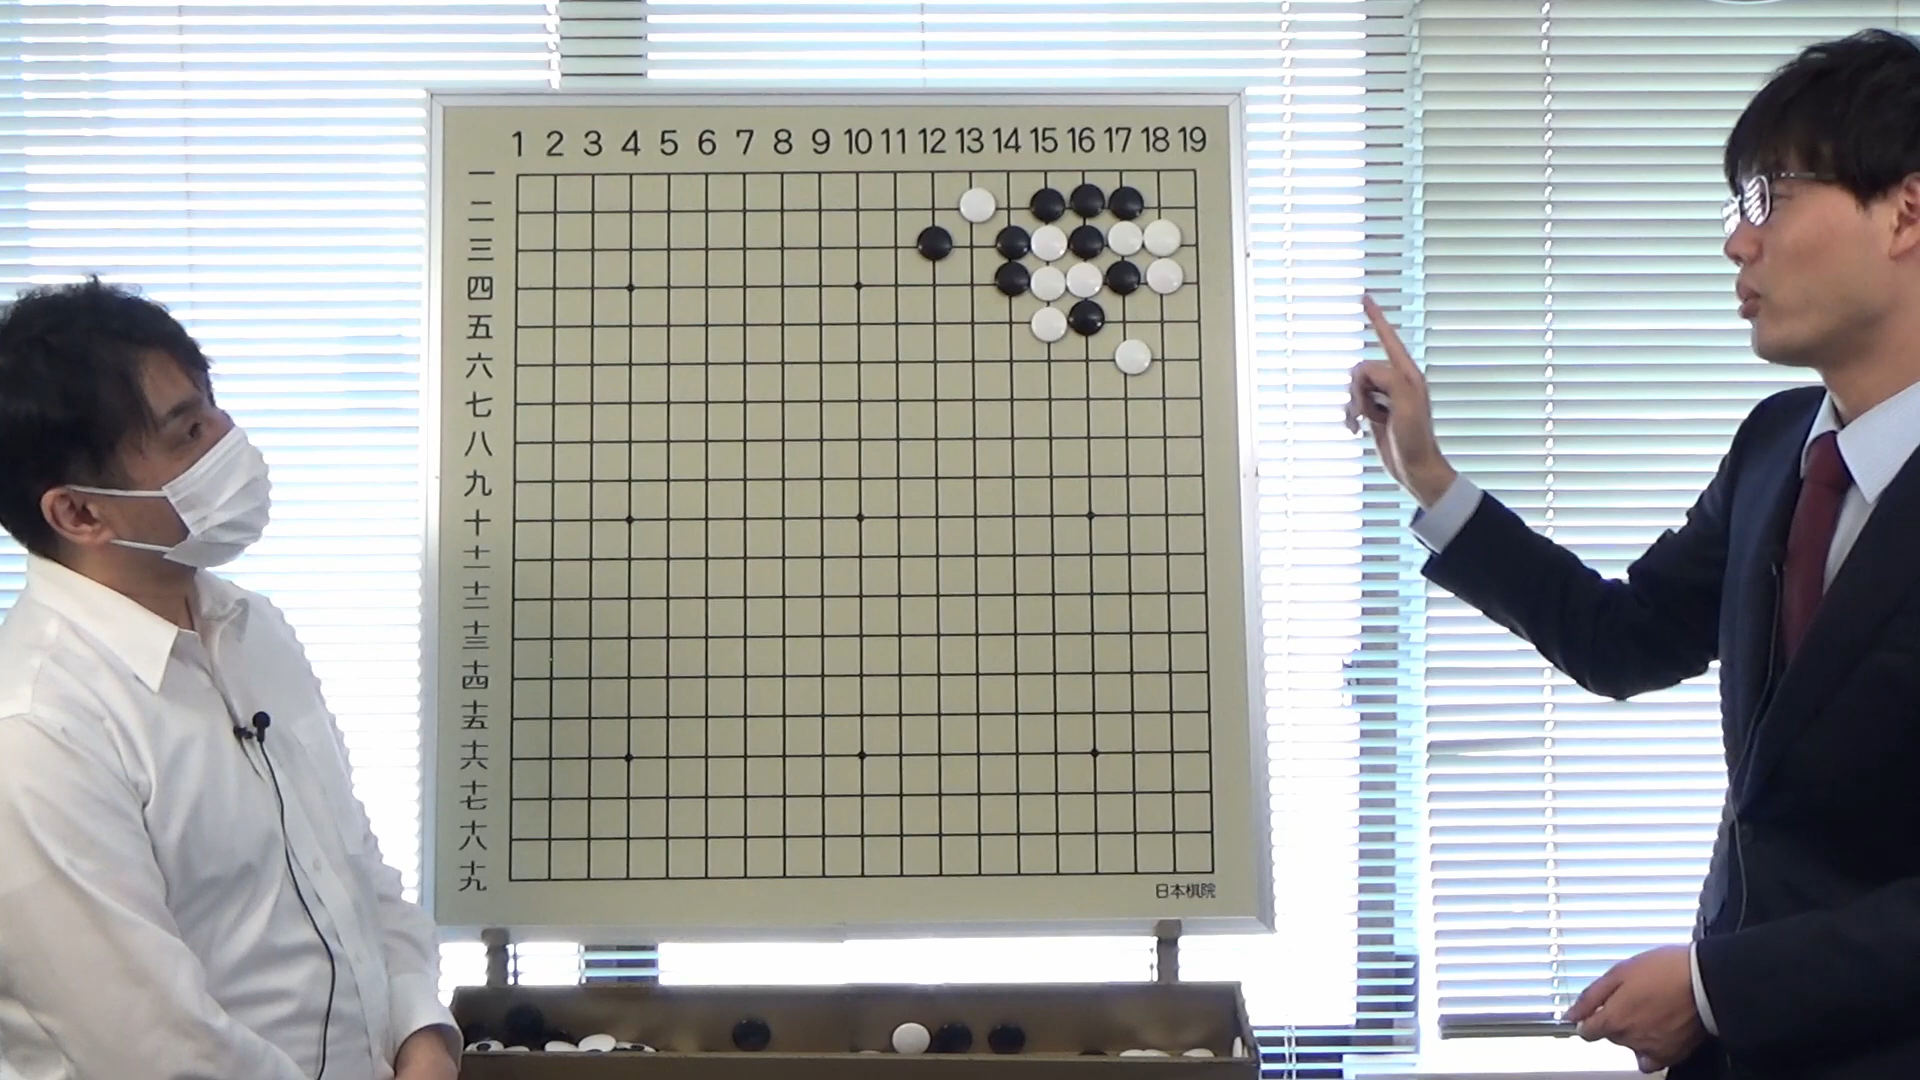 1 2 3 4 5 6 7 8 9 10 11 12 13 14 15 16 17 18 19
一
二
三
四
五
六
七
八
九
十
十一
十二
十三
十四
十五
十六
十七
十八
十九
日本棋院